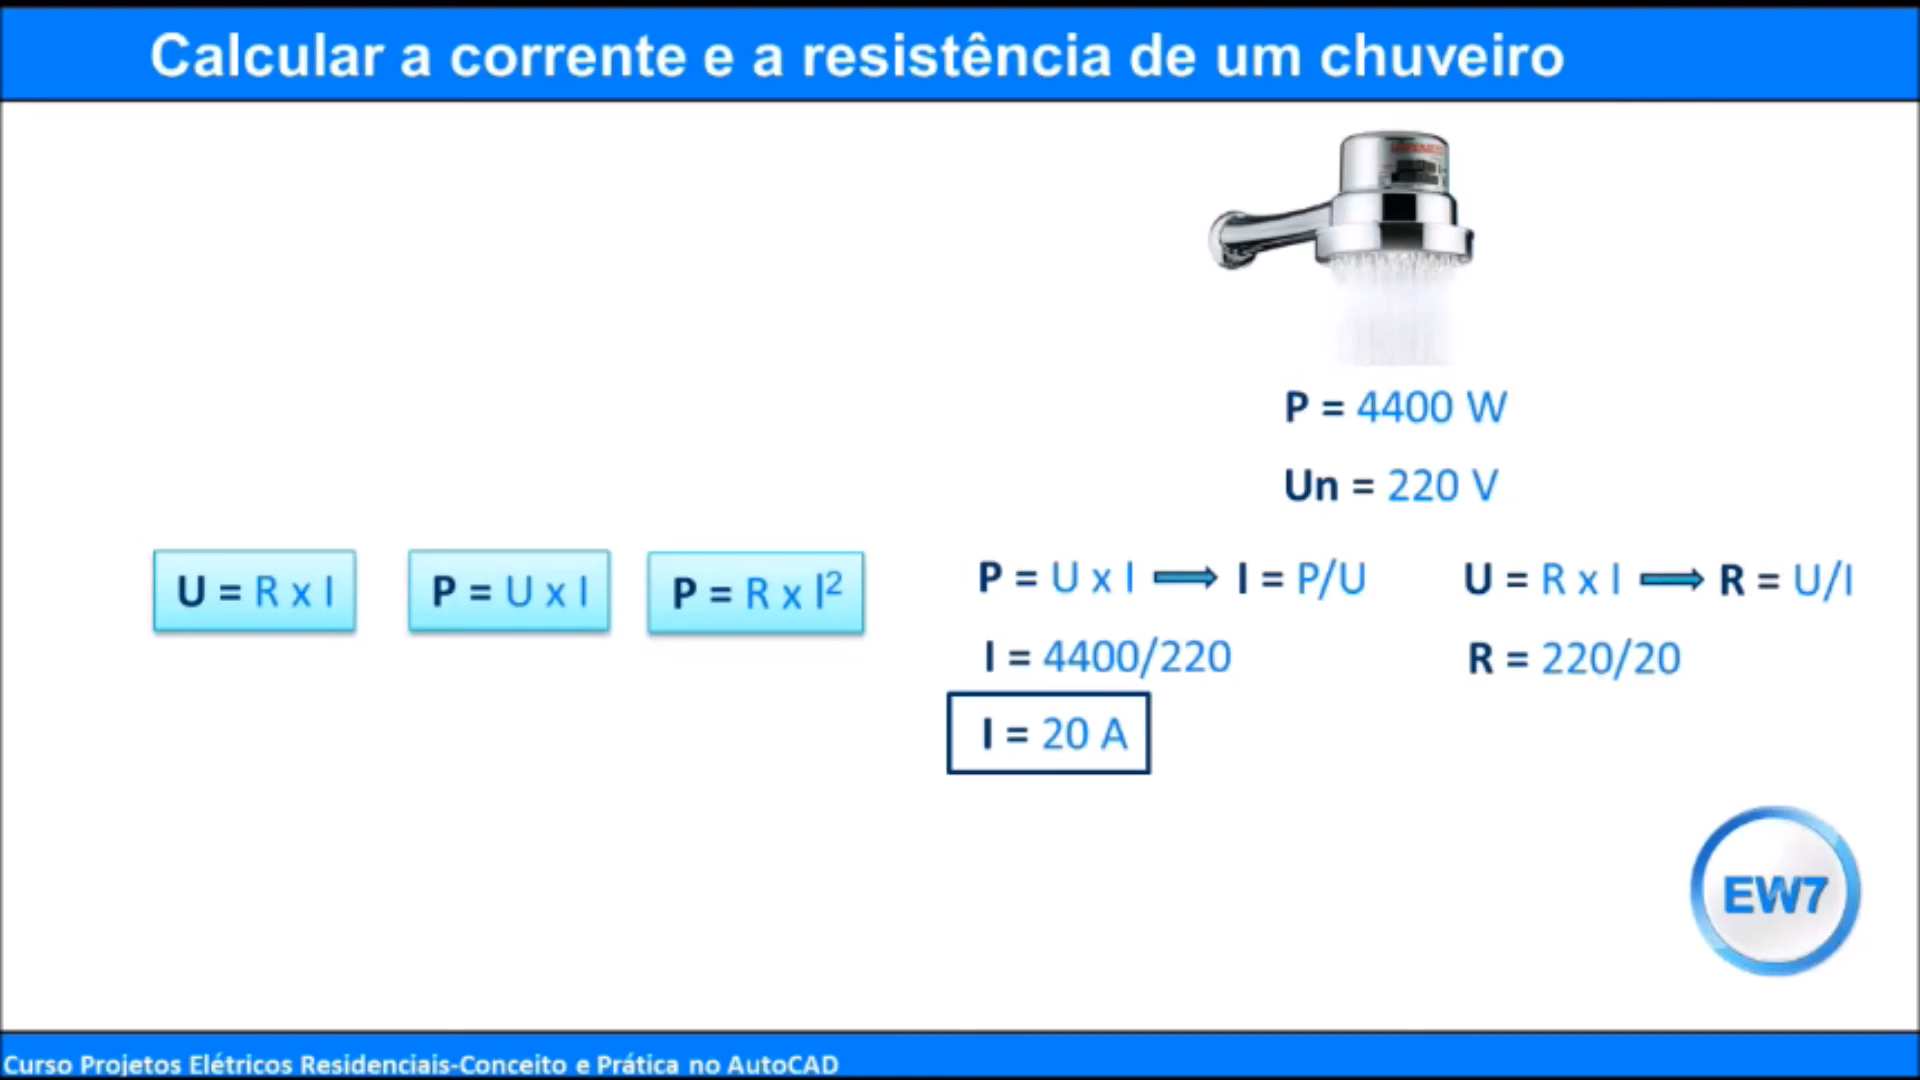 Calcular a corrente e a resistência de um chuveiro
P = 4400 W
Un = 220 V
U = R x I
P = U x I
P = R x I²
P = U x I I = P/U
I = 4400/220
I = 20 A
U = R x I R = U/I
R = 220/20
EW7
Curso Projetos Elétricos Residenciais-Conceito e Prática no AutoCAD